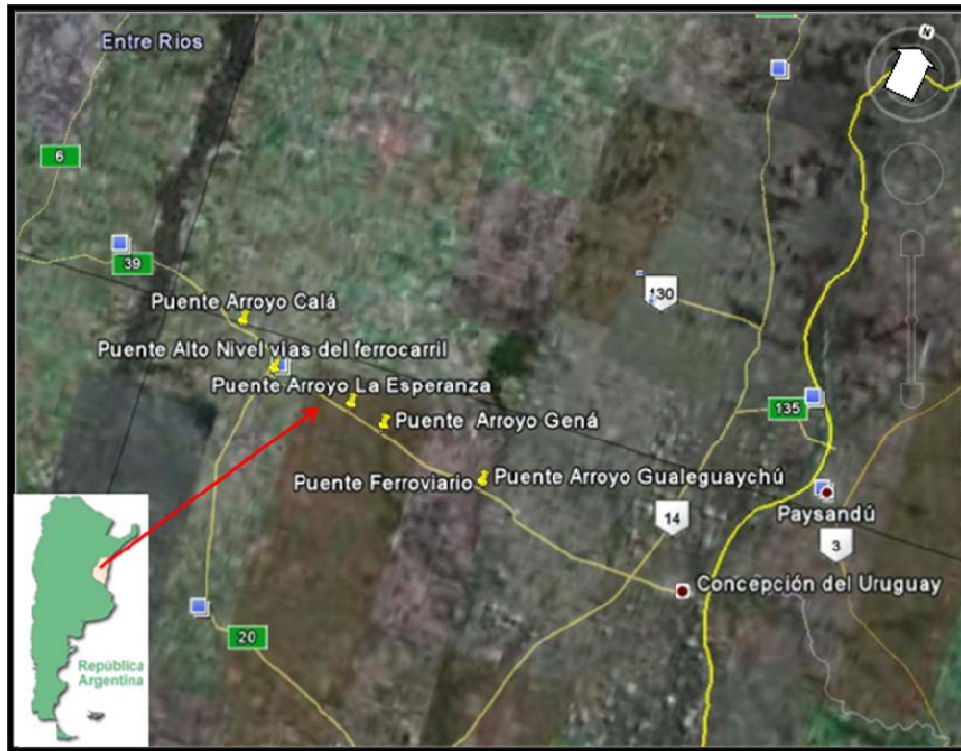 N
Entre Ríos
6
39
Puente Arroyo Calá
130
Puente Alto Nivel vías del ferrocarril
Puente Arroyo La Esperanza
135
Puente Arroyo Gená
Puente Ferroviario
Puente Arroyo Gualeguaychú
14
Paysandú
3
Concepción del Uruguay
20
República
Argentina